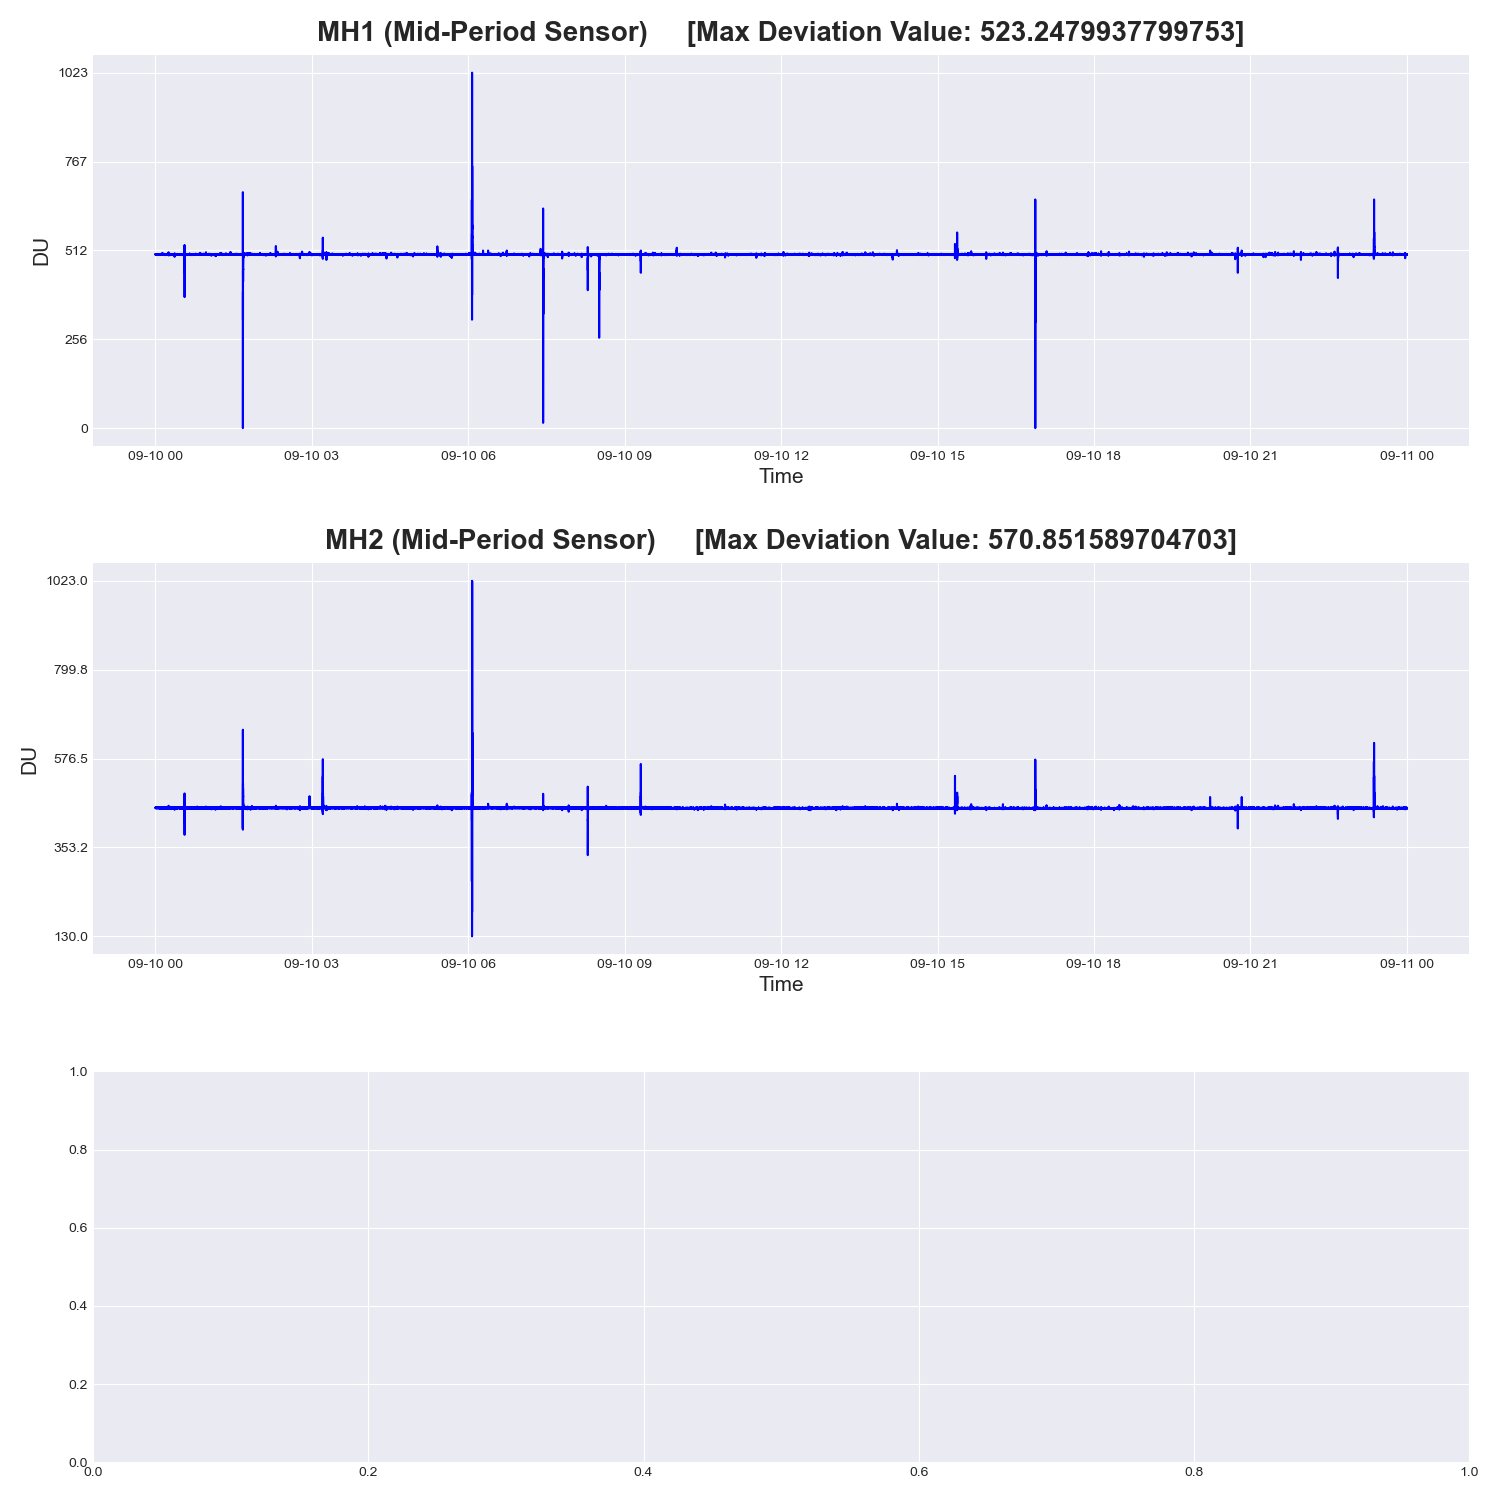 MH1 (Mid-Period Sensor) [Max Deviation Value: 523.2479937799753]
1023
767
512
256
0
DU
09-10 00 09-10 03 09-10 06 09-10 09 09-10 12 09-10 15 09-10 18 09-10 21 09-11 00
Time
MH2 (Mid-Period Sensor) [Max Deviation Value: 570.851589704703]
1023.0
799.8
576.5
353.2
130.0
DU
09-10 00 09-10 03 09-10 06 09-10 09 09-10 12 09-10 15 09-10 18 09-10 21 09-11 00
Time
1.0
0.8
0.6
0.4
0.2
0.0
0.0 0.2 0.4 0.6 0.8 1.0